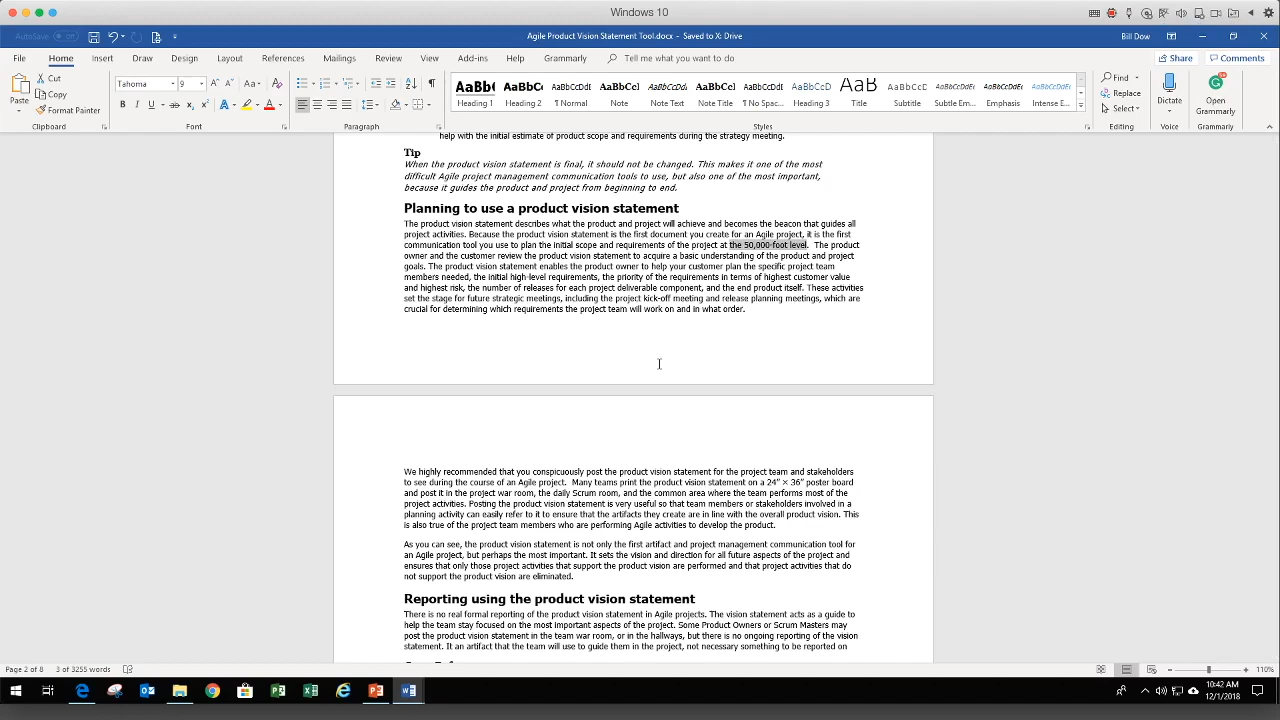 Windows 10
AutoSave Off
Agile Product Vision Statement Tool.docx - Saved to X: Drive
Bill Dow
File Home Insert Draw Design Layout References Mailings Review View Add-ins Help Grammarly Tell me what you want to do
Share Comments
Paste Cut Copy Format Painter
Tahoma 9
B I U
AaBb( AaBbC( AaBbCcDdI AaBbCcDdE AaBbCcDdE AaBbCcI AaBbCcDdI AaBbCcD AaB AaBbCcC AaBbCcDdEe AaBbCcDdE AaBbCcDdEe
Heading 1 Heading 2 ¶ Normal Note Note Text Note Title ¶ No Spac... Heading 3 Title Subtitle Subtle Em... Emphasis Intense E...
Find Replace Select
Dictate
Open Grammarly
Clipboard Font Paragraph Styles Editing Voice Grammarly
help with the initial estimate of product scope and requirements during the strategy meeting.
Tip
When the product vision statement is final, it should not be changed. This makes it one of the most
difficult Agile project management communication tools to use, but also one of the most important,
because it guides the product and project from beginning to end.
Planning to use a product vision statement
The product vision statement describes what the product and project will achieve and becomes the beacon that guides all
project activities. Because the product vision statement is the first document you create for an Agile project, it is the first
communication tool you use to plan the initial scope and requirements of the project at the 50,000-foot level. The product
owner and the customer review the product vision statement to acquire a basic understanding of the product and project
goals. The product vision statement enables the product owner to help your customer plan the specific project team
members needed, the initial high-level requirements, the priority of the requirements in terms of highest customer value
and highest risk, the number of releases for each project deliverable component, and the end product itself. These activities
set the stage for future strategic meetings, including the project kick-off meeting and release planning meetings, which are
crucial for determining which requirements the project team will work on and in what order.
We highly recommended that you conspicuously post the product vision statement for the project team and stakeholders
to see during the course of an Agile project. Many teams print the product vision statement on a 24" × 36" poster board
and post it in the project war room, the daily Scrum room, and the common area where the team performs most of the
project activities. Posting the product vision statement is very useful so that team members or stakeholders involved in a
planning activity can easily refer to it to ensure that the artifacts they create are in line with the overall product vision. This
is also true of the project team members who are performing Agile activities to develop the product.
As you can see, the product vision statement is not only the first artifact and project management communication tool for
an Agile project, but perhaps the most important. It sets the vision and direction for all future aspects of the project and
ensures that only those project activities that support the product vision are performed and that project activities that do
not support the product vision are eliminated.
Reporting using the product vision statement
There is no real formal reporting of the product vision statement in Agile projects. The vision statement acts as a guide to
help the team stay focused on the most important aspects of the project. Some Product Owners or Scrum Masters may
post the product vision statement in the team war room, or in the hallways, but there is no ongoing reporting of the vision
statement. It an artifact that the team will use to guide them in the project, not necessary something to be reported on
Page 2 of 8 3 of 3255 words
110%
10:42 AM
12/1/2018